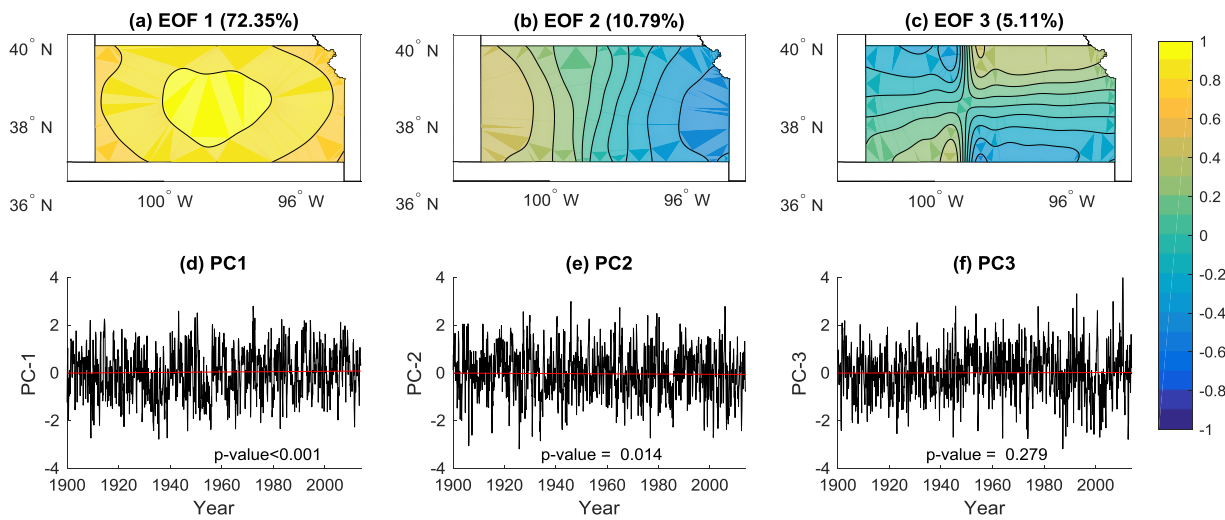 (a) EOF 1 (72.35%)
(b) EOF 2 (10.79%)
(c) EOF 3 (5.11%)
40° N
38° N
36° N
100° W
96° W
40° N
38° N
36° N
100° W
96° W
40° N
38° N
36° N
100° W
96° W
1
0.8
0.6
0.4
0.2
0
-0.2
-0.4
-0.6
-0.8
-1
(d) PC1
PC-1
4
2
0
-2
-4
p-value<0.001
1900 1920 1940 1960 1980 2000
Year
(e) PC2
PC-2
4
2
0
-2
-4
p-value = 0.014
1900 1920 1940 1960 1980 2000
Year
(f) PC3
PC-3
4
2
0
-2
-4
p-value = 0.279
1900 1920 1940 1960 1980 2000
Year